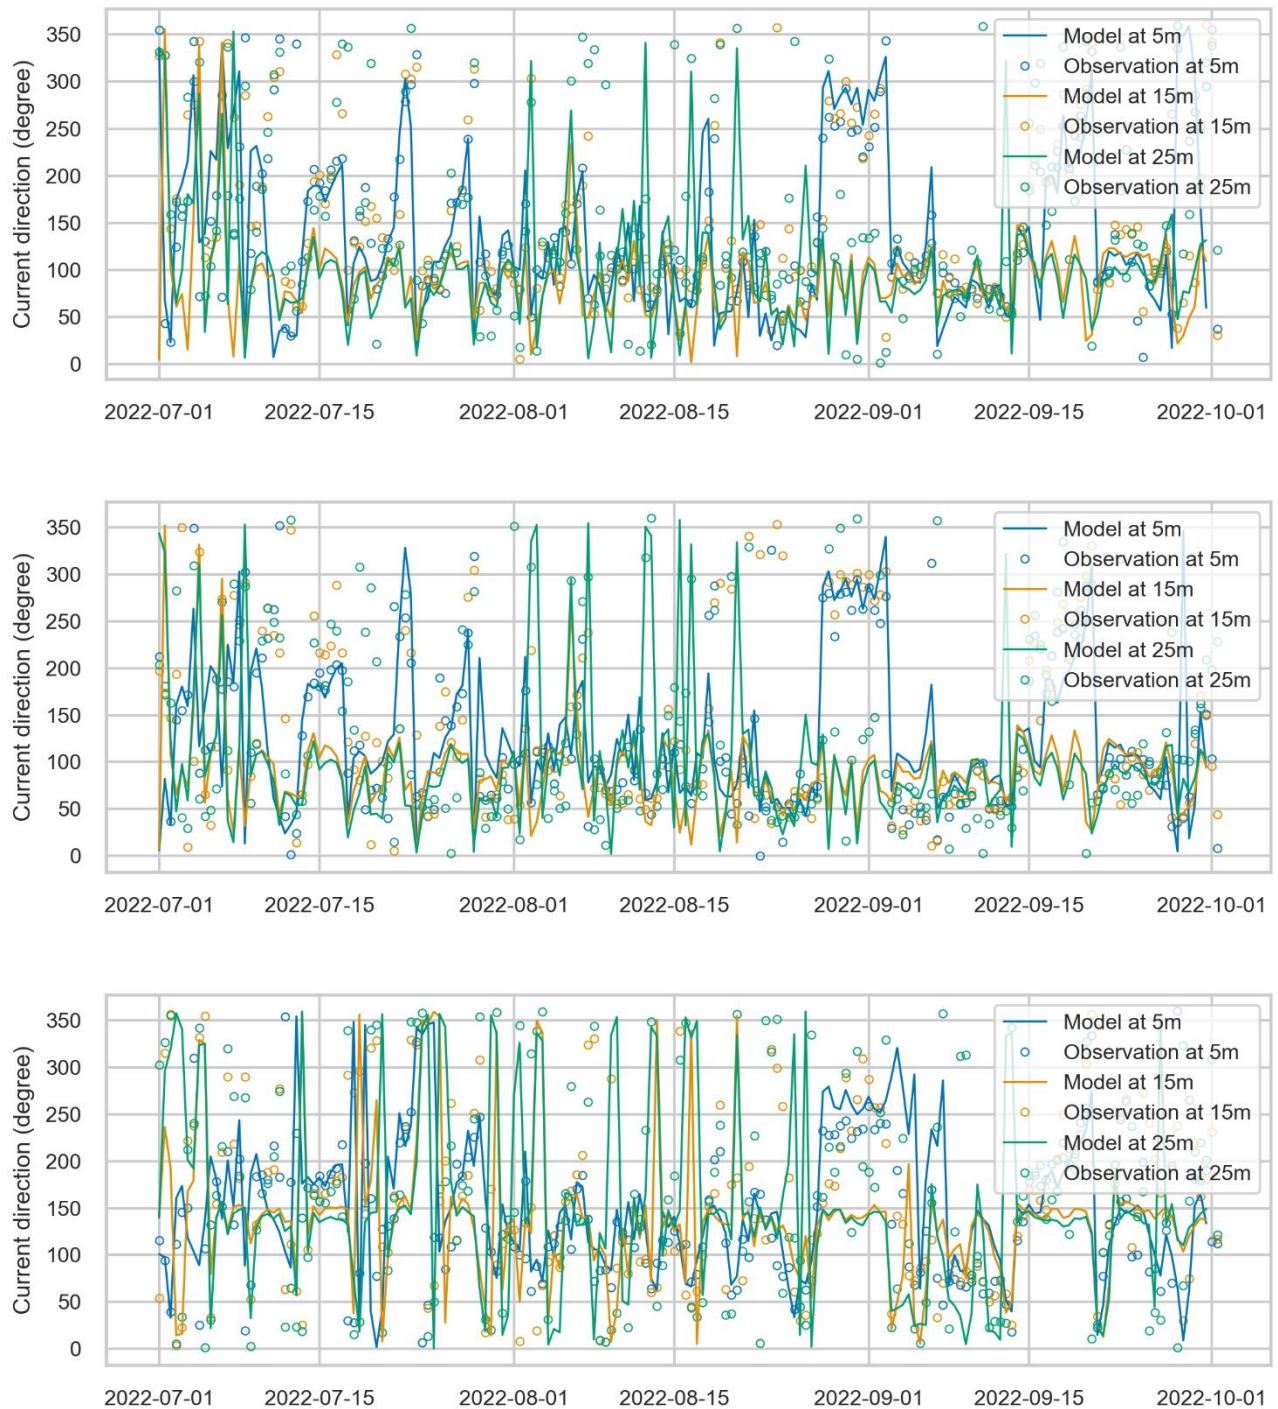 350
300
250
200
150
100
50
0
Current direction (degree)
Model at 5m
Observation at 5m
Model at 15m
Observation at 15m
Model at 25m
Observation at 25m
2022-07-01 2022-07-15 2022-08-01 2022-08-15 2022-09-01 2022-09-15 2022-10-01
350
300
250
200
150
100
50
0
Current direction (degree)
Model at 5m
Observation at 5m
Model at 15m
Observation at 15m
Model at 25m
Observation at 25m
2022-07-01 2022-07-15 2022-08-01 2022-08-15 2022-09-01 2022-09-15 2022-10-01
350
300
250
200
150
100
50
0
Current direction (degree)
Model at 5m
Observation at 5m
Model at 15m
Observation at 15m
Model at 25m
Observation at 25m
2022-07-01 2022-07-15 2022-08-01 2022-08-15 2022-09-01 2022-09-15 2022-10-01